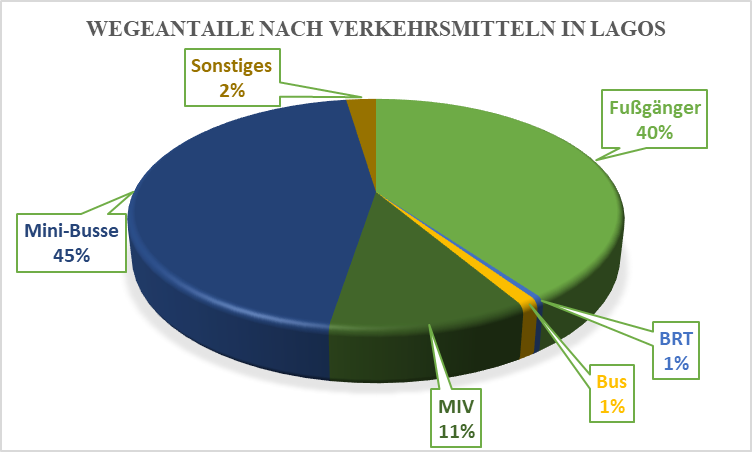 WEGEANTAILE NACH VERKEHRSMITTELN IN LAGOS
Sonstiges
2%
Fußgänger
40%
Mini-Busse
45%
BRT
1%
Bus
1%
MIV
11%